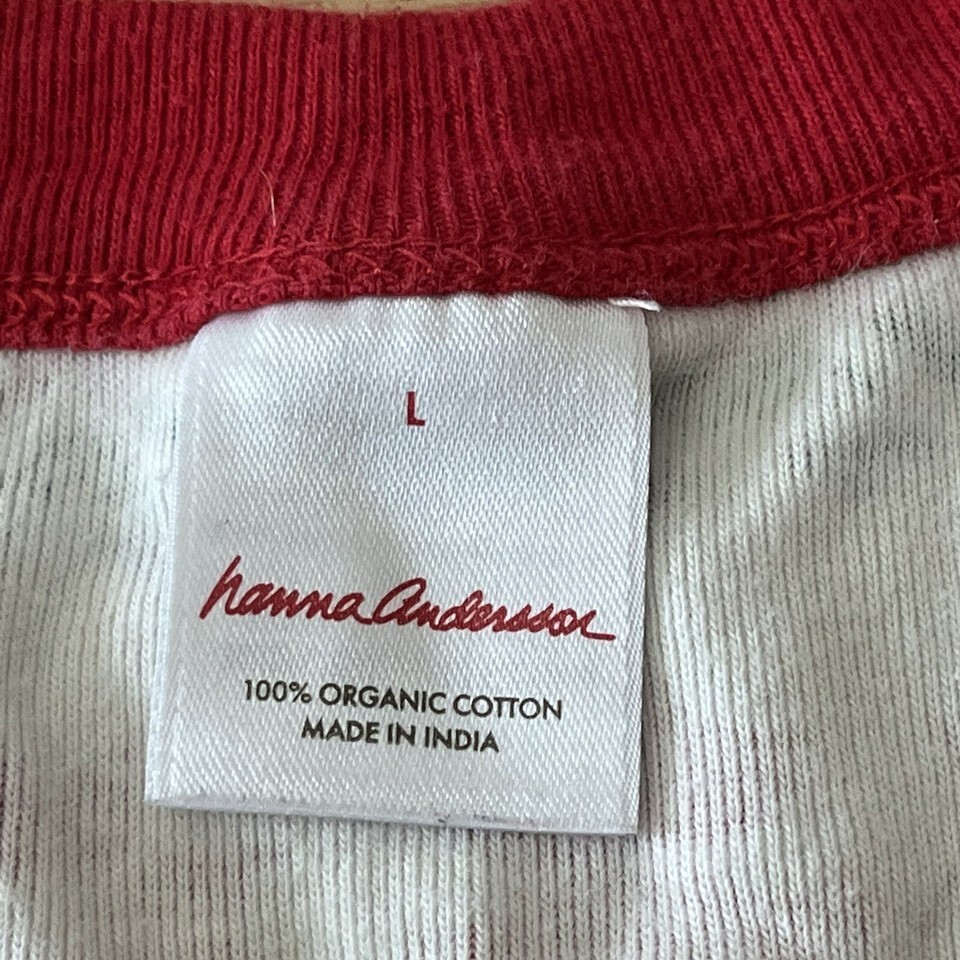 L
hanna Andersson
100% ORGANIC COTTON
MADE IN INDIA